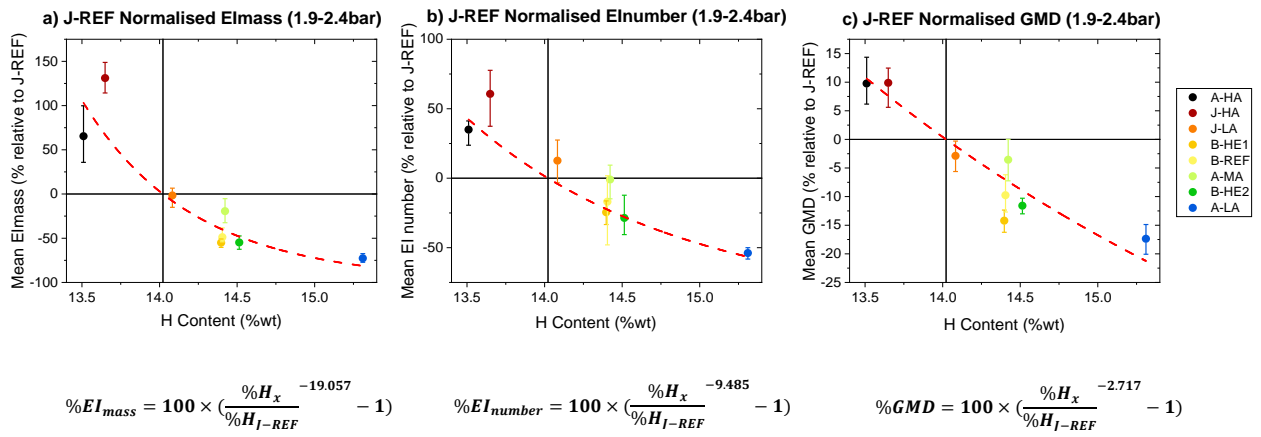 a) J-REF Normalised EImass (1.9-2.4bar)
Mean EImass (% relative to J-REF)
150
100
50
0
-50
-100
13.5 14.0 14.5 15.0
H Content (%wt)
b) J-REF Normalised EInumber (1.9-2.4bar)
Mean EI number (% relative to J-REF)
100
50
0
-50
13.5 14.0 14.5 15.0
H Content (%wt)
c) J-REF Normalised GMD (1.9-2.4bar)
Mean GMD (% relative to J-REF)
15
10
5
0
-5
-10
-15
-20
-25
13.5 14.0 14.5 15.0
H Content (%wt)
A-HA
J-HA
J-LA
B-HE1
B-REF
A-MA
B-HE2
A-LA
%EI_mass = 100 × (%H_x / %H_J-REF ^-19.057 − 1)
%EI_number = 100 × (%H_x / %H_J-REF ^-9.485 − 1)
%GMD = 100 × (%H_x / %H_J-REF ^-2.717 − 1)